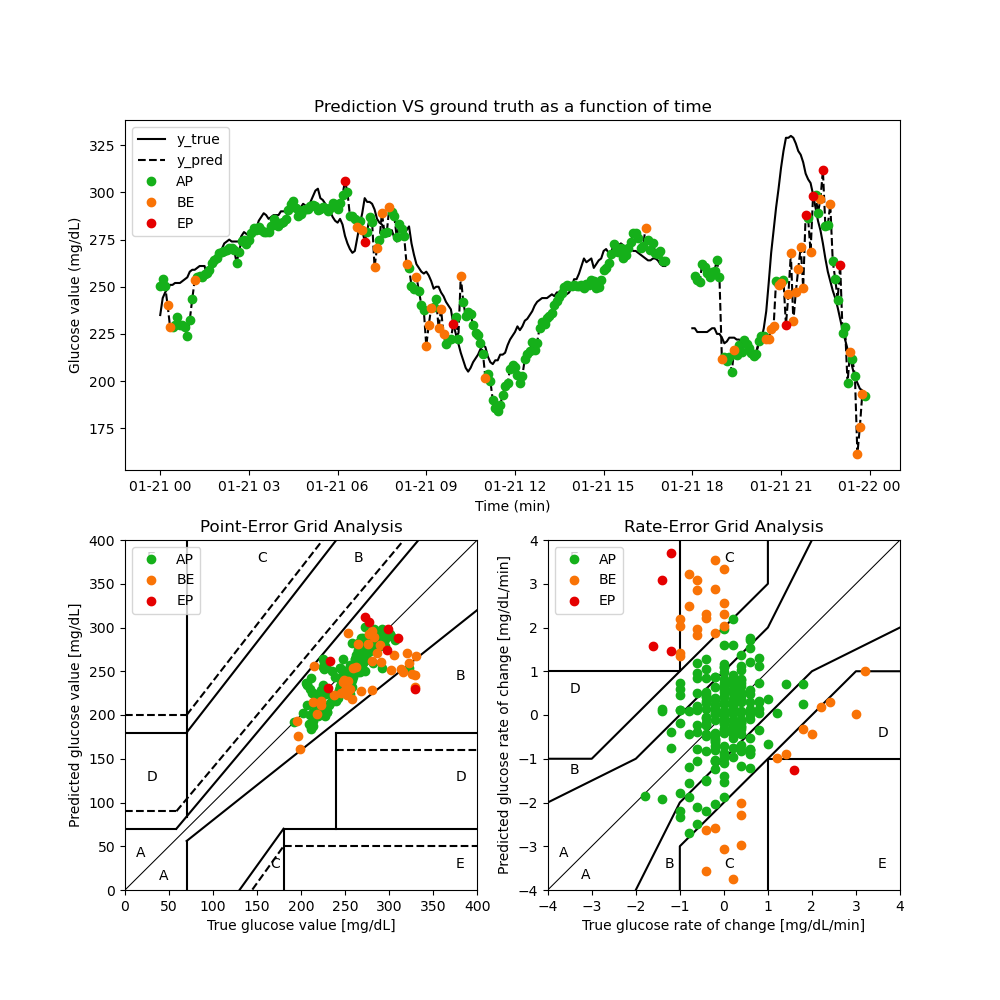 Prediction VS ground truth as a function of time
Glucose value (mg/dL)
325
300
275
250
225
200
175
y_true
y_pred
AP
BE
EP
01-21 00 01-21 03 01-21 06 01-21 09 01-21 12 01-21 15 01-21 18 01-21 21 01-22 00
Time (min)
Point-Error Grid Analysis
Predicted glucose value [mg/dL]
400
350
300
250
200
150
100
50
0
AP
BE
EP
C
B
B
D
D
A
A
C
E
0 50 100 150 200 250 300 350 400
True glucose value [mg/dL]
Rate-Error Grid Analysis
Predicted glucose rate of change [mg/dL/min]
4
3
2
1
0
−1
−2
−3
−4
AP
BE
EP
C
D
D
B
A
A
B
C
E
−4 −3 −2 −1 0 1 2 3 4
True glucose rate of change [mg/dL/min]